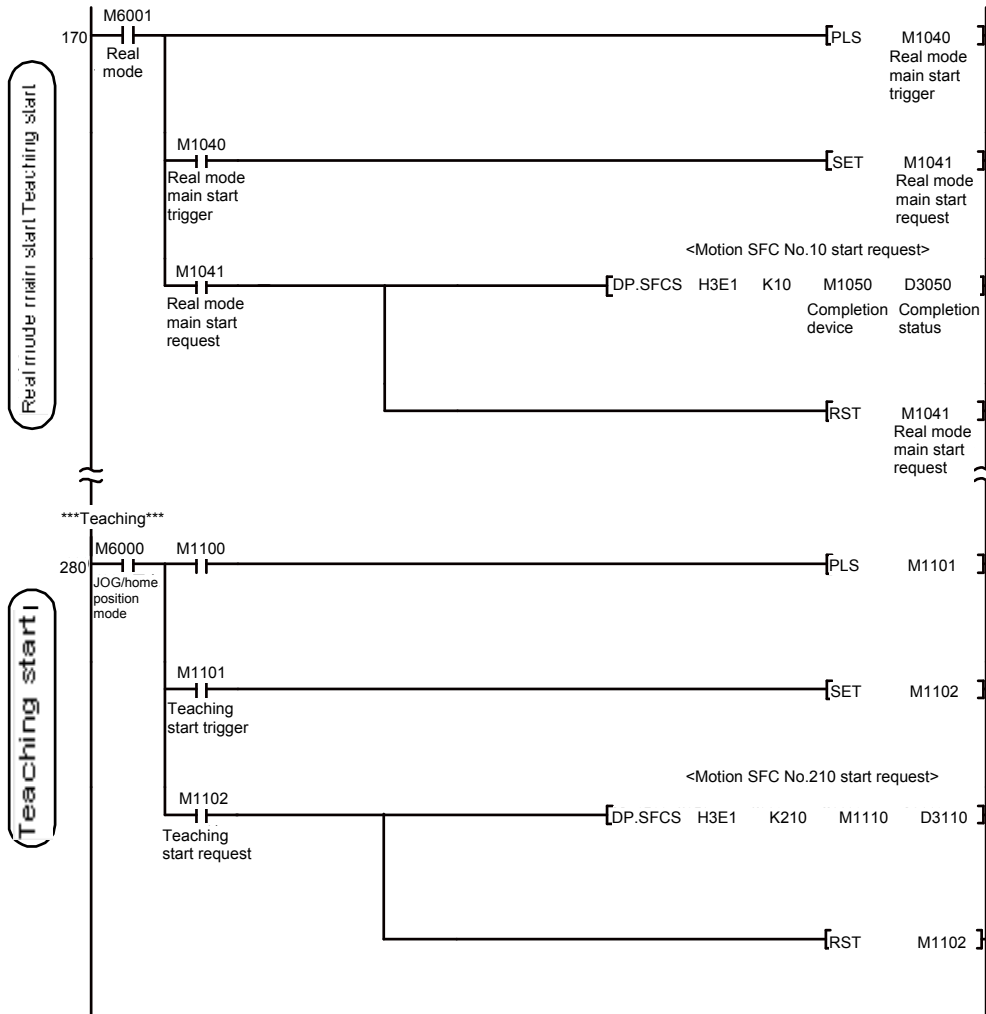 M6001
170
Real
mode
PLS M1040
Real mode
main start
trigger
M1040
Real mode
main start
trigger
SET M1041
Real mode
main start
request
<Motion SFC No.10 start request>
M1041
Real mode
main start
request
DP.SFCS H3E1 K10 M1050 D3050
Completion
device
Completion
status
RST M1041
Real mode
main start
request
Real mode main start Teaching start
***Teaching***
M6000 M1100
280
JOG/home
position
mode
PLS M1101
M1101
Teaching
start trigger
SET M1102
<Motion SFC No.210 start request>
M1102
Teaching
start request
DP.SFCS H3E1 K210 M1110 D3110
RST M1102
Teaching start